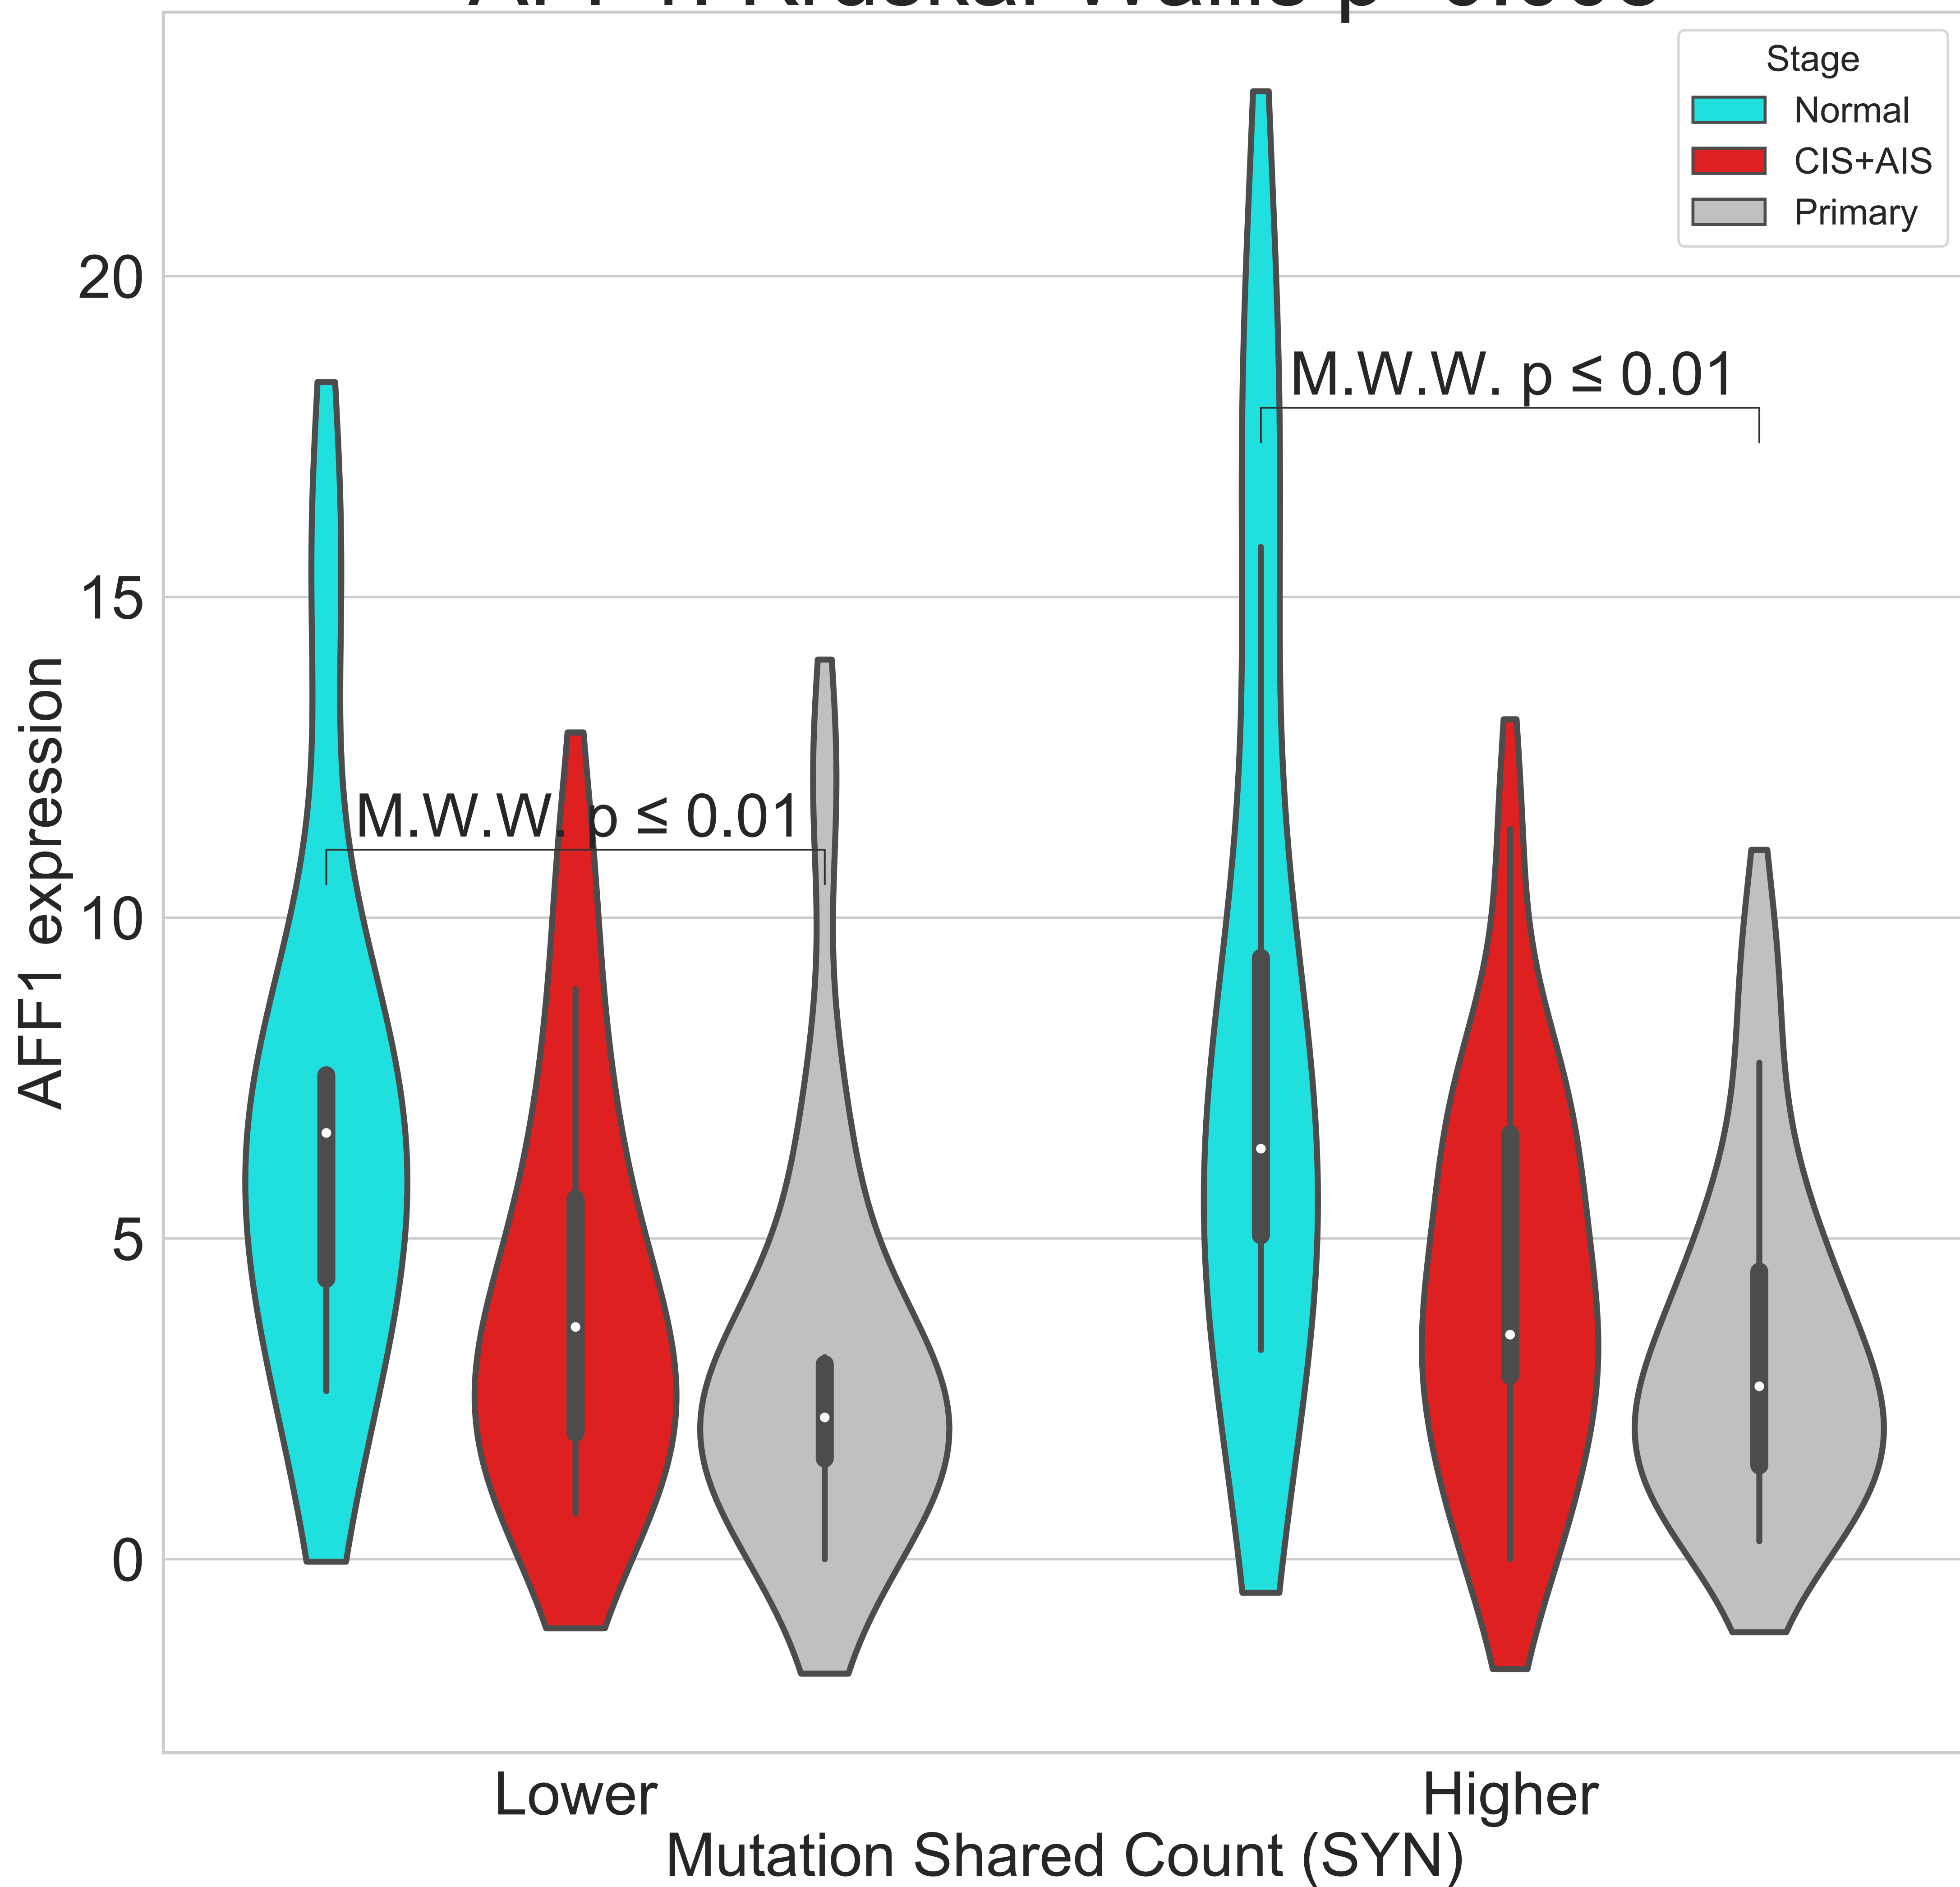 Stage
Normal
CIS+AIS
Primary
20
15
10
5
0
AFF1 expression
M.W.W. p ≤ 0.01
M.W.W. p ≤ 0.01
Lower
Higher
Mutation Shared Count (SYN)